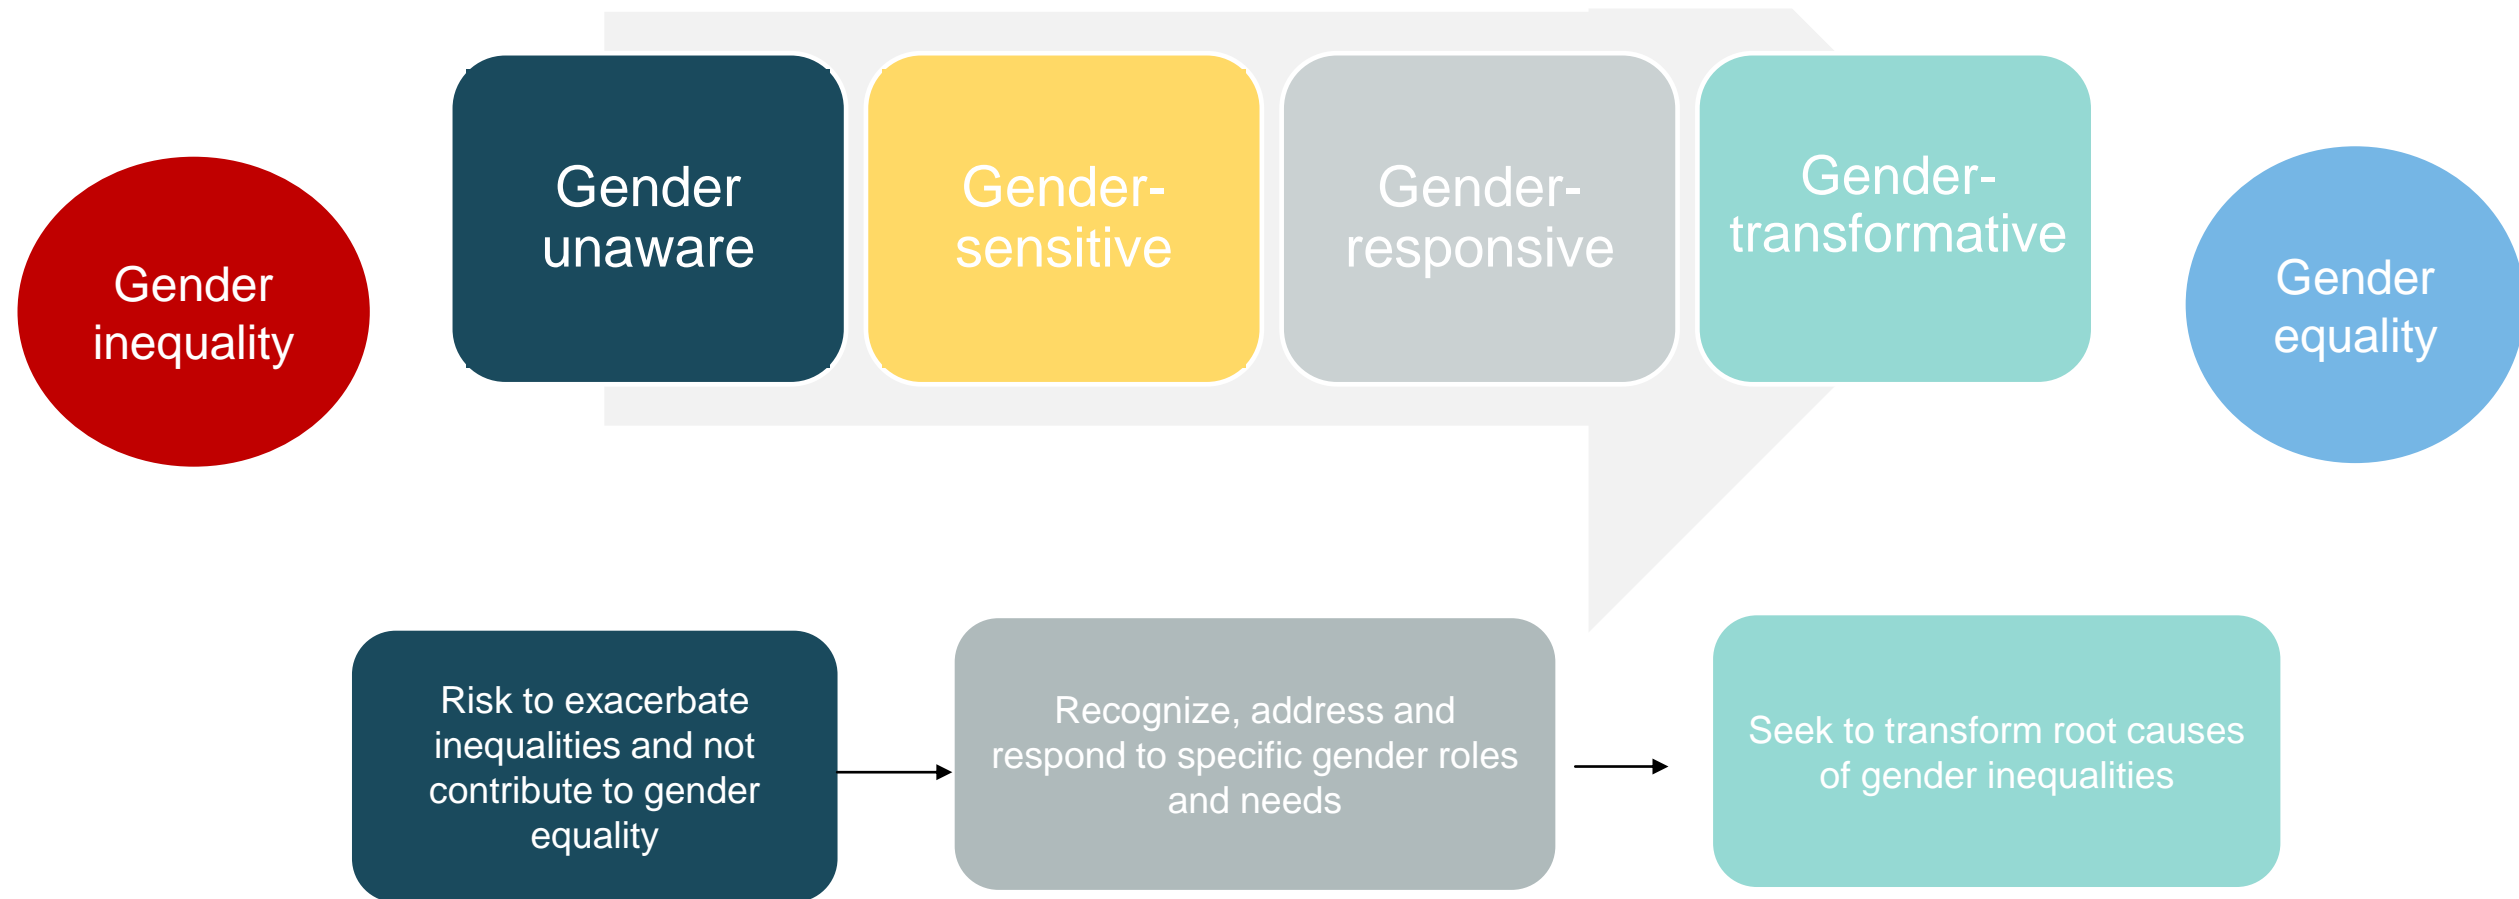 Gender
inequality
Gender
unaware
Gender-
sensitive
Gender-
responsive
Gender-
transformative
Gender
equality
Risk to exacerbate
inequalities and not
contribute to gender
equality
Recognize, address and
respond to specific gender roles
and needs
Seek to transform root causes
of gender inequalities